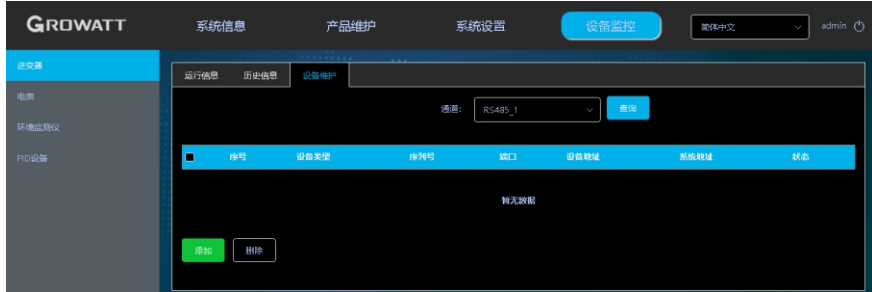 GROWATT 系统信息 产品维护 系统设置 设备监控 简体中文 admin
逆变器
运行信息 历史信息 设备维护
电表
通道: RS485_1 查询
环境监测仪
PID设备
序号 设备类型 序列号 端口 设备地址 系统地址 状态
暂无数据
添加 删除